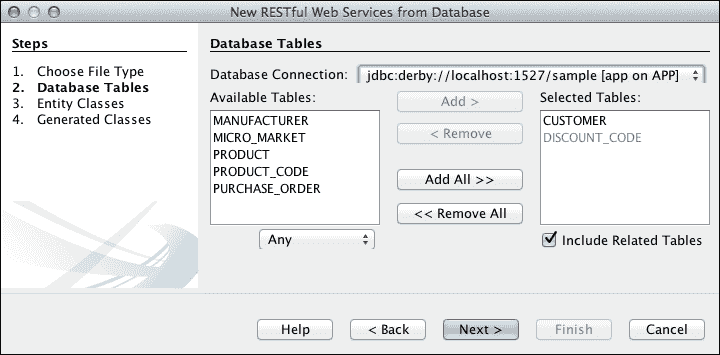 New RESTful Web Services from Database
Steps
1. Choose File Type
2. Database Tables
3. Entity Classes
4. Generated Classes
Database Tables
Database Connection: jdbc:derby://localhost:1527/sample [app on APP]
Available Tables:
MANUFACTURER
MICRO_MARKET
PRODUCT
PRODUCT_CODE
PURCHASE_ORDER
Any
Add >
< Remove
Add All >>
<< Remove All
Selected Tables:
CUSTOMER
DISCOUNT_CODE
Include Related Tables
Help
< Back
Next >
Finish
Cancel